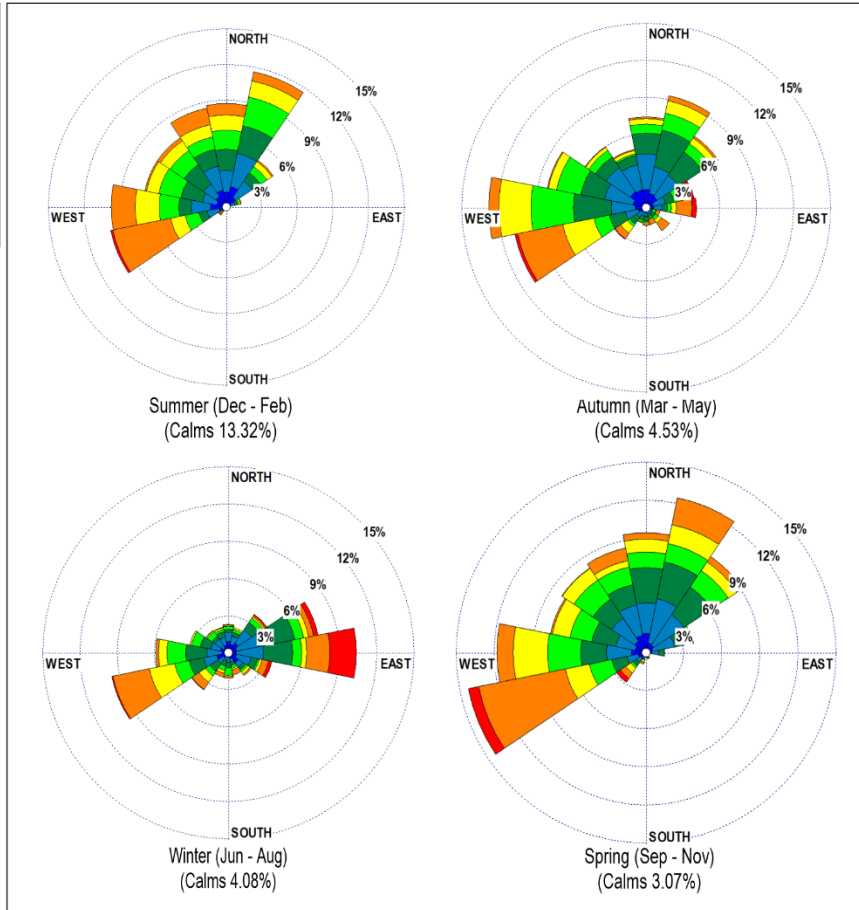 NORTH
15%
12%
9%
6%
3%
WEST
EAST
SOUTH
Summer (Dec - Feb)
(Calms 13.32%)
NORTH
15%
12%
9%
6%
3%
WEST
EAST
SOUTH
Autumn (Mar - May)
(Calms 4.53%)
NORTH
15%
12%
9%
6%
3%
WEST
EAST
SOUTH
Winter (Jun - Aug)
(Calms 4.08%)
NORTH
15%
12%
9%
6%
3%
WEST
EAST
SOUTH
Spring (Sep - Nov)
(Calms 3.07%)